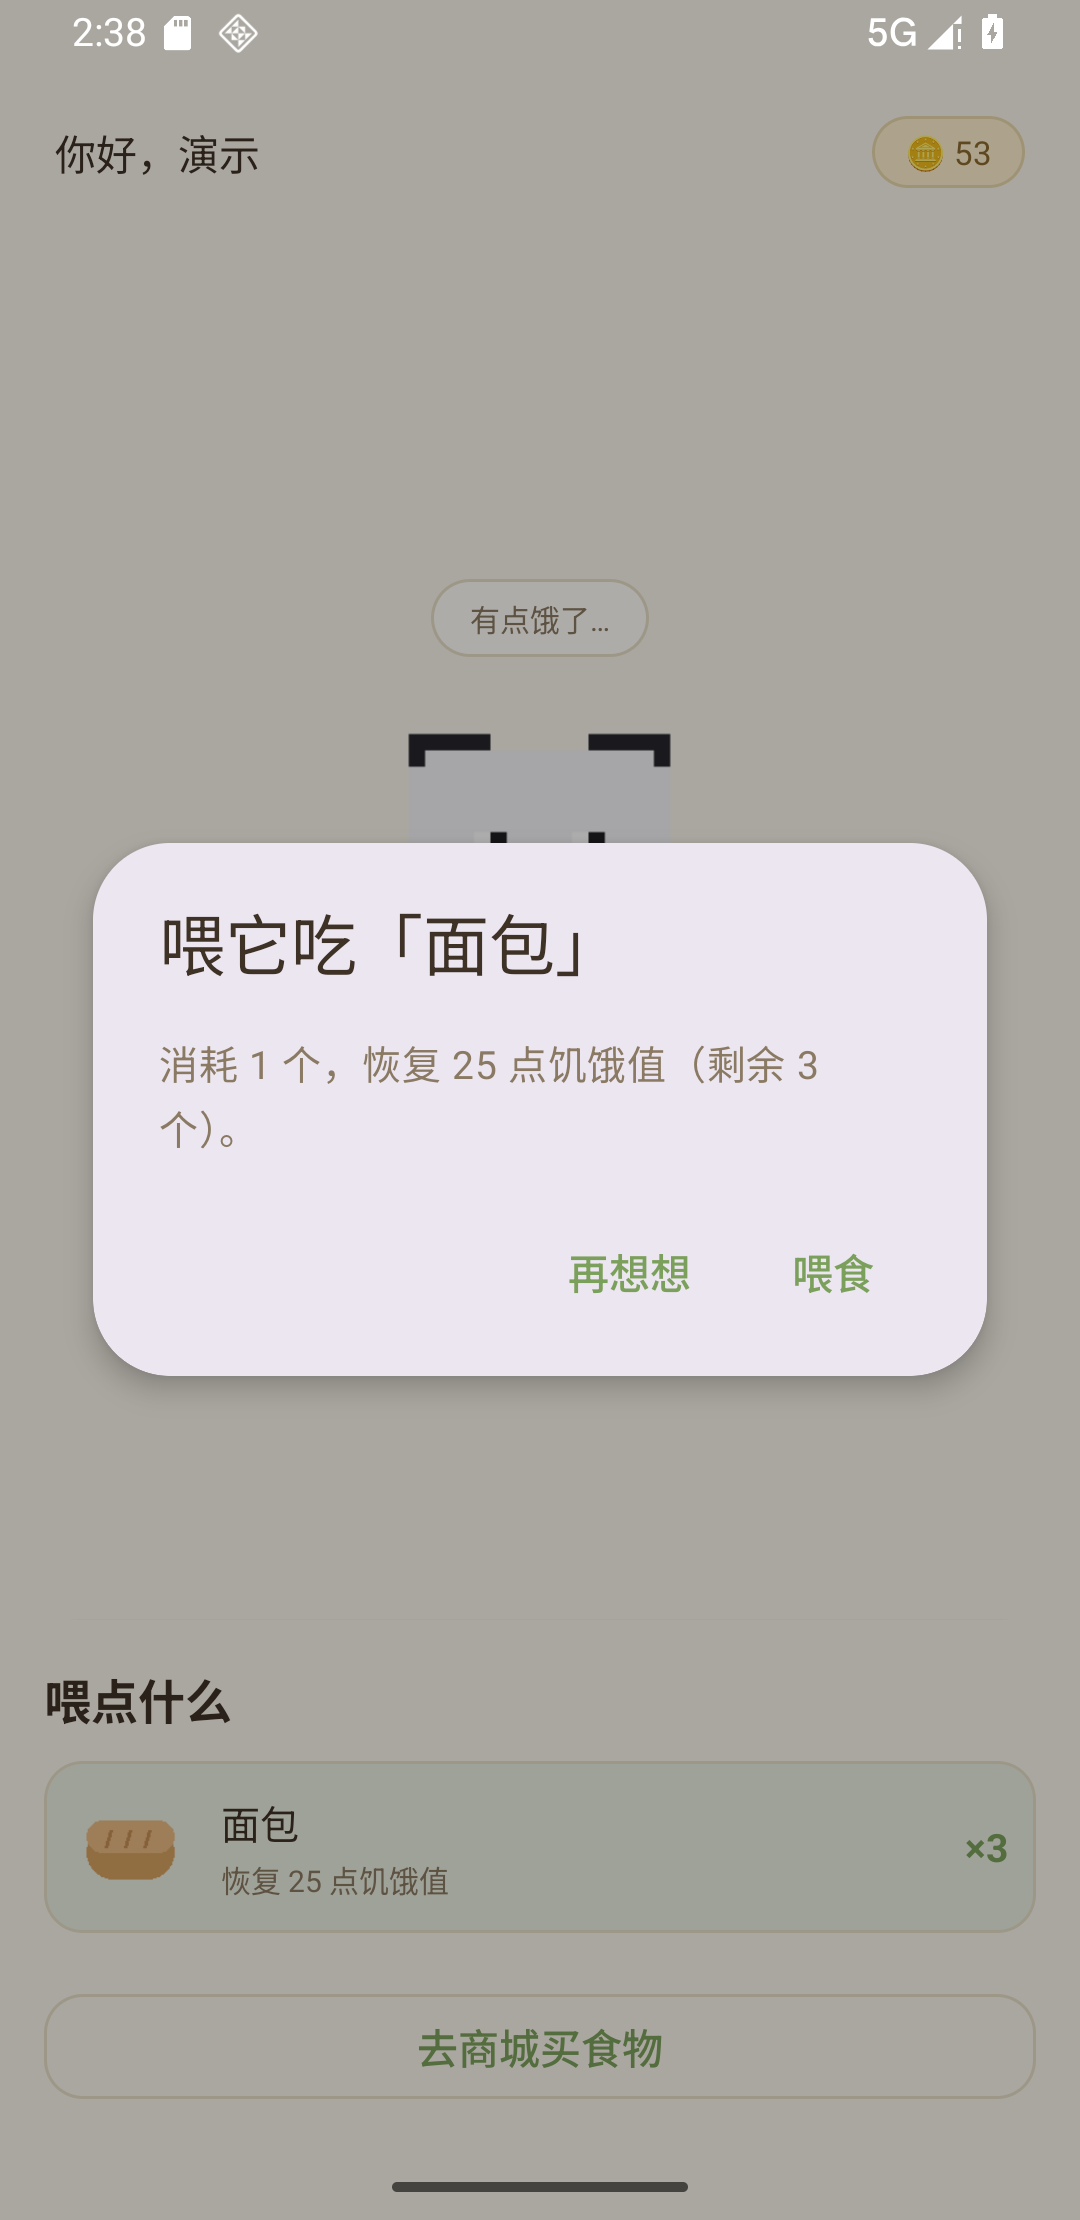 2:38
5G
你好，演示
53
有点饿了...
喂它吃「面包」
消耗 1 个，恢复 25 点饥饿值（剩余 3
个）。
再想想
喂食
喂点什么
面包
恢复 25 点饥饿值
×3
去商城买食物